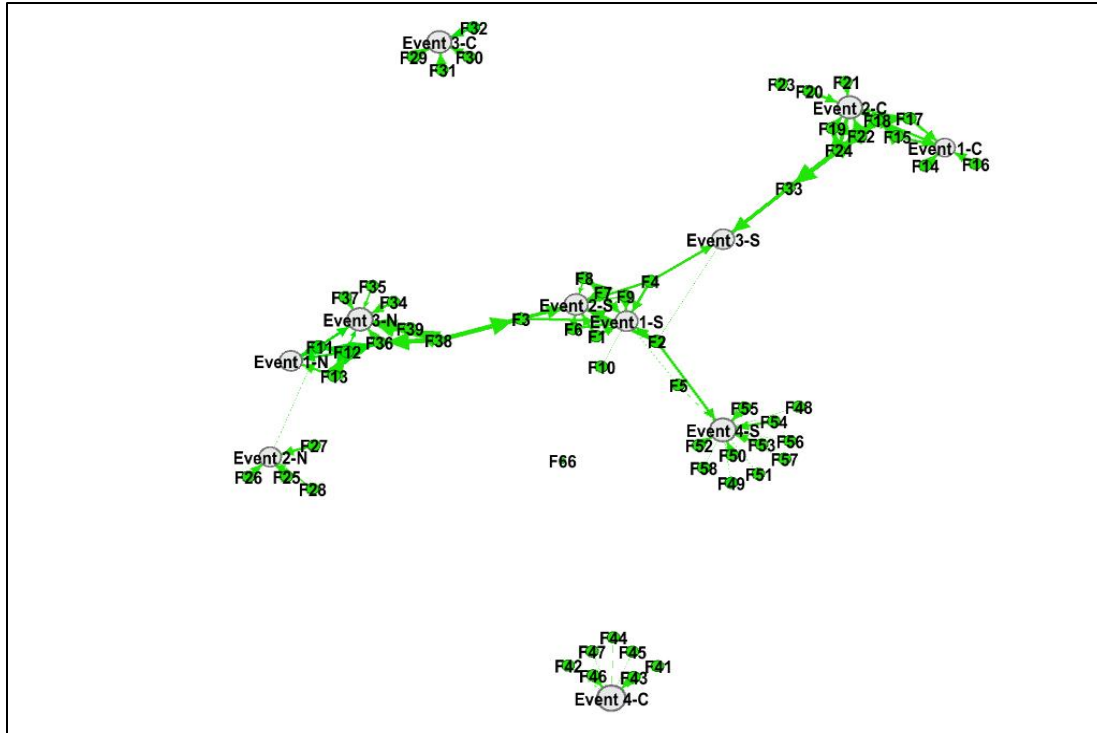 F32
Event 3-C
F29
F30
F31
F23
F21
F20
Event 2-C
F19
F18
F17
F22
F15
Event 1-C
F24
F14
F16
F33
Event 3-S
F8
F4
F7
F9
Event 2-S
Event 1-S
F6
F1
F2
F10
F3
F35
F37
F34
Event 3-N
F39
F38
F36
F11
F12
Event 1-N
F13
F5
F55
F48
F54
Event 4-S
F52
F53
F56
F50
F57
F58
F51
F49
F27
Event 2-N
F26
F25
F28
F66
F44
F47
F45
F42
F41
F46
F43
Event 4-C